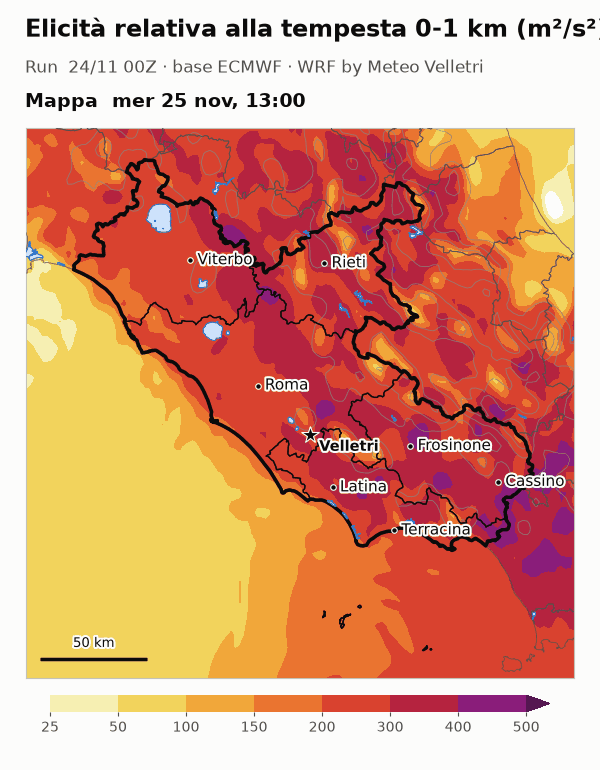 Elicità relativa alla tempesta 0-1 km (m²/s²)
Run 24/11 00Z · base ECMWF · WRF by Meteo Velletri
Mappa mer 25 nov, 13:00
Viterbo
Rieti
Roma
Velletri
Frosinone
Latina
Cassino
Terracina
50 km
25 50 100 150 200 300 400 500